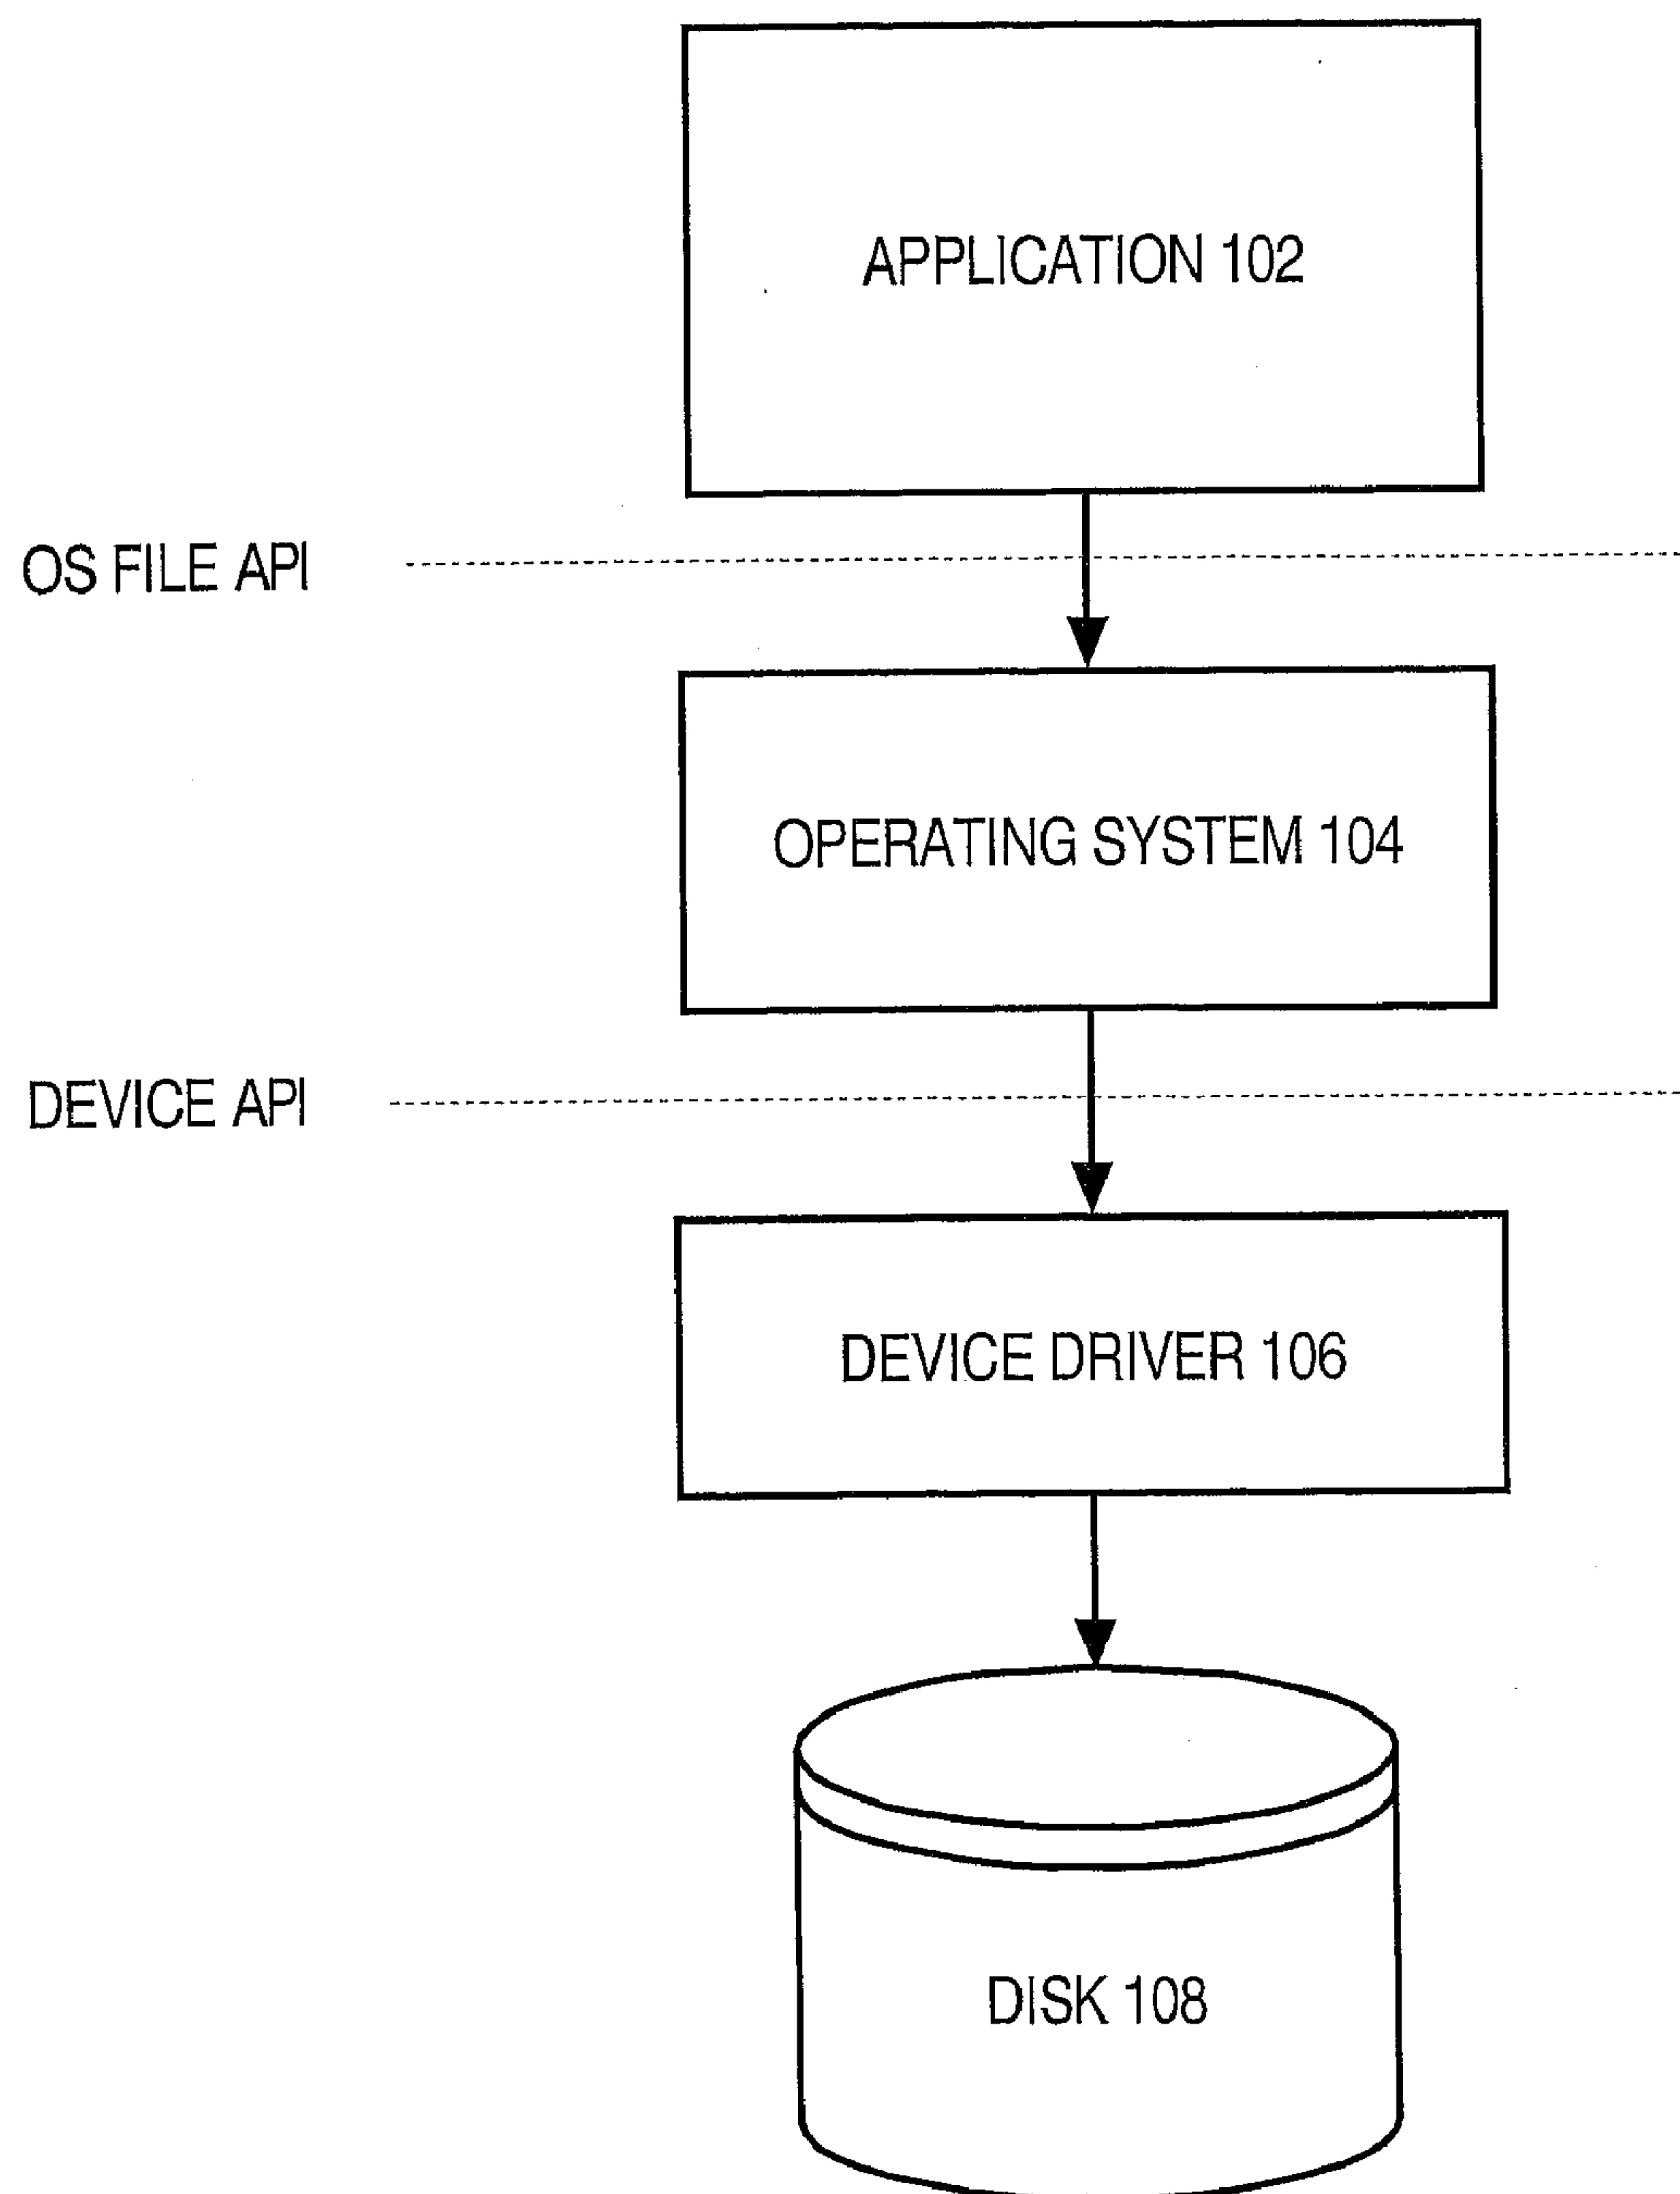 APPLICATION 102
OS FILE API
OPERATING SYSTEM 104
DEVICE API
DEVICE DRIVER 106
DISK 108